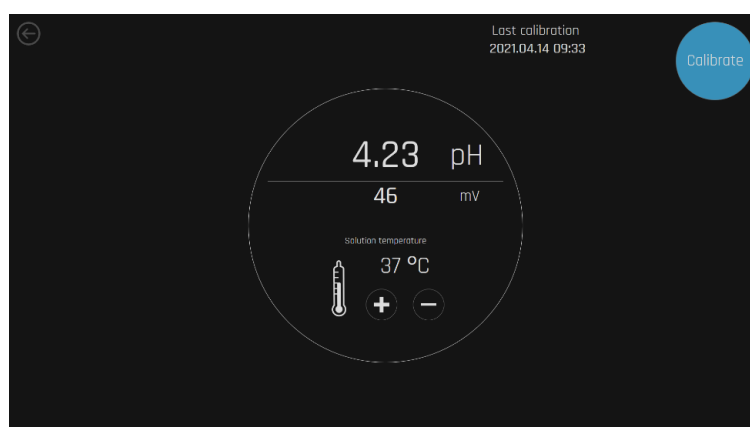 Last calibration
2021.04.14 09:33
Calibrate
4.23 pH
46 mV
Solution temperature
37 °C